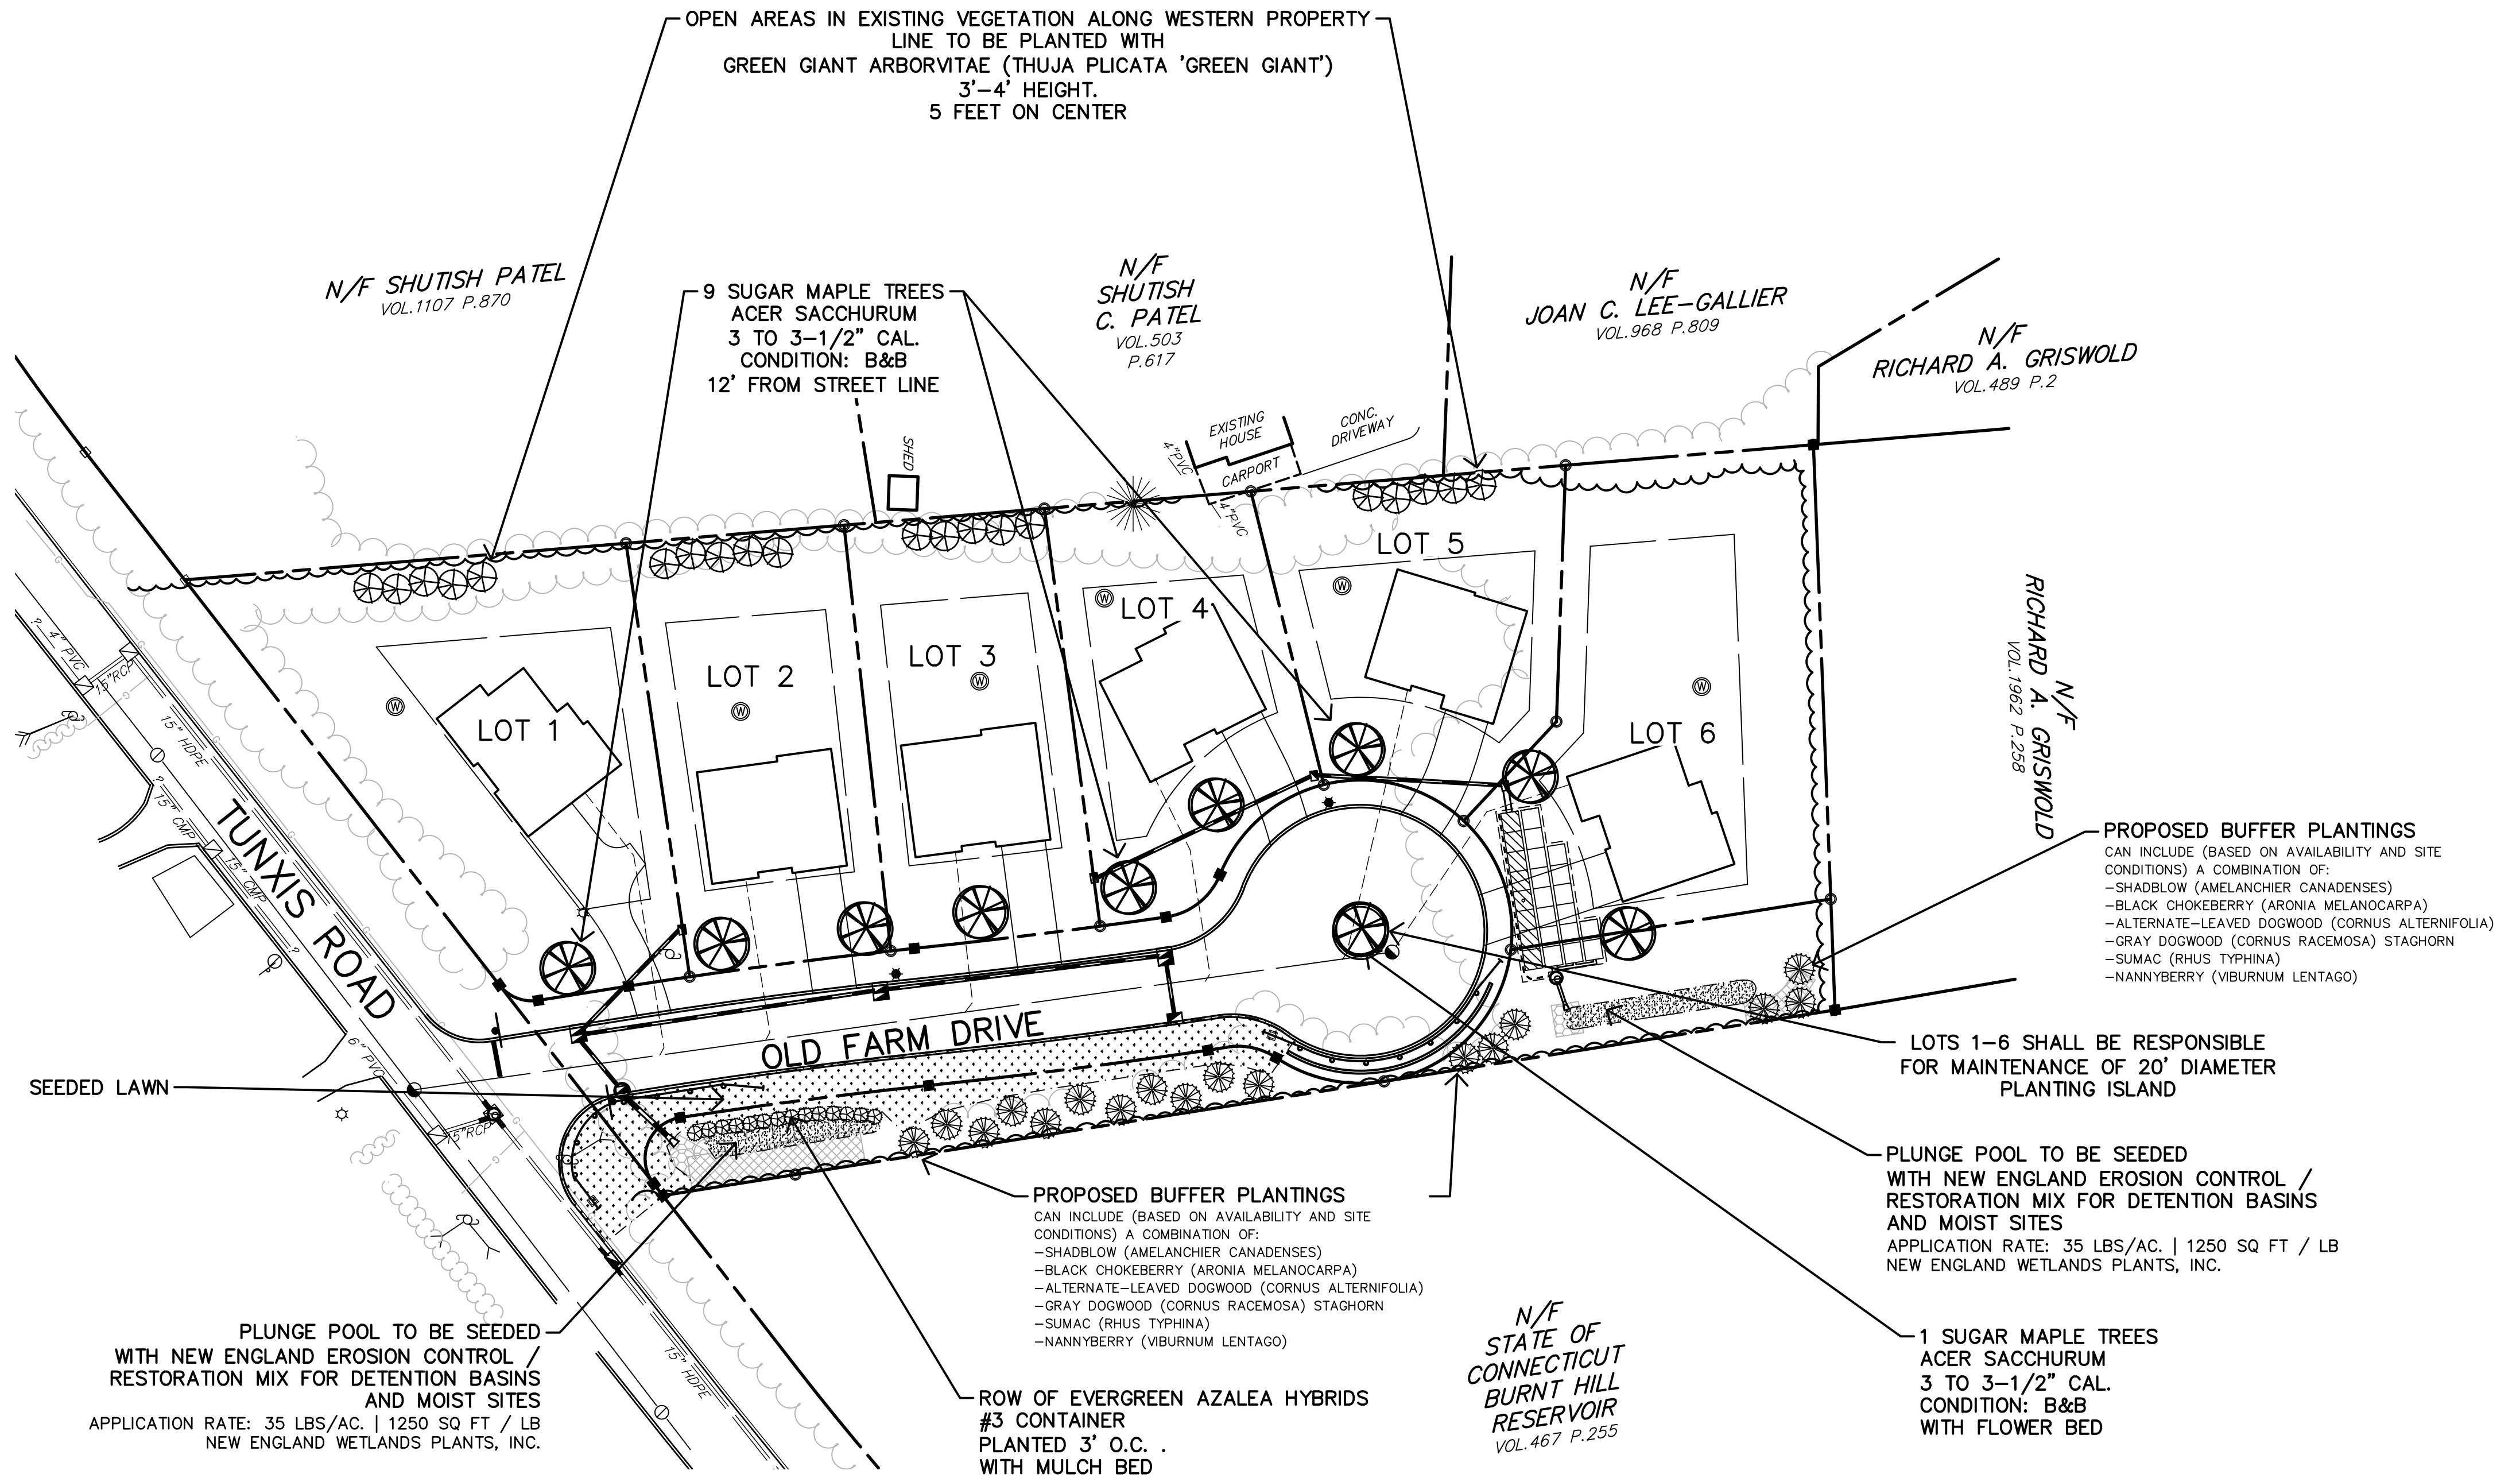 OPEN AREAS IN EXISTING VEGETATION ALONG WESTERN PROPERTY
LINE TO BE PLANTED WITH
GREEN GIANT ARBORVITAE (THUJA PLICATA 'GREEN GIANT')
3'-4' HEIGHT.
5 FEET ON CENTER
N/F SHUTISH PATEL
VOL.1107 P.870
9 SUGAR MAPLE TREES
ACER SACCHURUM
3 TO 3-1/2" CAL.
CONDITION: B&B
12' FROM STREET LINE
N/F
SHUTISH
C. PATEL
VOL.503
P.617
N/F
JOAN C. LEE-GALLIER
VOL.968 P.809
N/F
RICHARD A. GRISWOLD
VOL.489 P.2
SHED
4"PVC
EXISTING
HOUSE
CARPORT
CONC.
DRIVEWAY
4"PVC
LOT 1
LOT 2
LOT 3
LOT 4
LOT 5
LOT 6
W
W
W
W
W
W
N/F
RICHARD A. GRISWOLD
VOL.1962 P.258
? 4" PVC
15"RCP
15" HDPE
? 15" CMP
15" CMP
?
TUNXIS ROAD
6" PVC
15"RCP
15" HDPE
OLD FARM DRIVE
SEEDED LAWN
PROPOSED BUFFER PLANTINGS
CAN INCLUDE (BASED ON AVAILABILITY AND SITE
CONDITIONS) A COMBINATION OF:
-SHADBLOW (AMELANCHIER CANADENSES)
-BLACK CHOKEBERRY (ARONIA MELANOCARPA)
-ALTERNATE-LEAVED DOGWOOD (CORNUS ALTERNIFOLIA)
-GRAY DOGWOOD (CORNUS RACEMOSA) STAGHORN
-SUMAC (RHUS TYPHINA)
-NANNYBERRY (VIBURNUM LENTAGO)
LOTS 1-6 SHALL BE RESPONSIBLE
FOR MAINTENANCE OF 20' DIAMETER
PLANTING ISLAND
PLUNGE POOL TO BE SEEDED
WITH NEW ENGLAND EROSION CONTROL /
RESTORATION MIX FOR DETENTION BASINS
AND MOIST SITES
APPLICATION RATE: 35 LBS/AC. | 1250 SQ FT / LB
NEW ENGLAND WETLANDS PLANTS, INC.
PROPOSED BUFFER PLANTINGS
CAN INCLUDE (BASED ON AVAILABILITY AND SITE
CONDITIONS) A COMBINATION OF:
-SHADBLOW (AMELANCHIER CANADENSES)
-BLACK CHOKEBERRY (ARONIA MELANOCARPA)
-ALTERNATE-LEAVED DOGWOOD (CORNUS ALTERNIFOLIA)
-GRAY DOGWOOD (CORNUS RACEMOSA) STAGHORN
-SUMAC (RHUS TYPHINA)
-NANNYBERRY (VIBURNUM LENTAGO)
PLUNGE POOL TO BE SEEDED
WITH NEW ENGLAND EROSION CONTROL /
RESTORATION MIX FOR DETENTION BASINS
AND MOIST SITES
APPLICATION RATE: 35 LBS/AC. | 1250 SQ FT / LB
NEW ENGLAND WETLANDS PLANTS, INC.
ROW OF EVERGREEN AZALEA HYBRIDS
#3 CONTAINER
PLANTED 3' O.C. .
WITH MULCH BED
N/F
STATE OF
CONNECTICUT
BURNT HILL
RESERVOIR
VOL.467 P.255
1 SUGAR MAPLE TREES
ACER SACCHURUM
3 TO 3-1/2" CAL.
CONDITION: B&B
WITH FLOWER BED